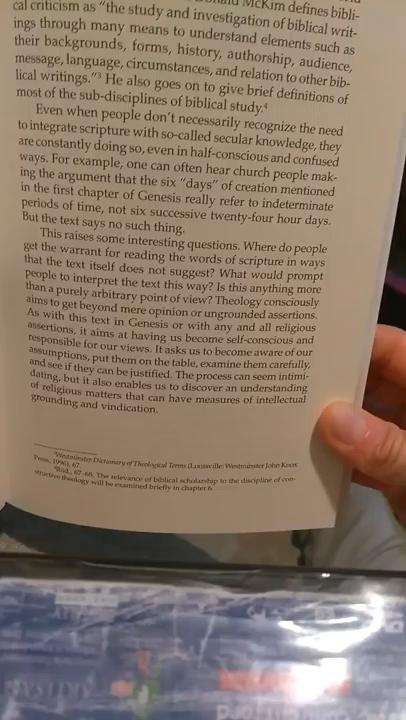 McKim defines bibli-
cal criticism as "the study and investigation of biblical writ-
ings through many means to understand elements such as
their backgrounds, forms, history, authorship, audience,
message, language, circumstances, and relation to other bib-
lical writings."³ He also goes on to give brief definitions of
most of the sub-disciplines of biblical study.⁴
Even when people don't necessarily recognize the need
to integrate scripture with so-called secular knowledge, they
are constantly doing so, even in half-conscious and confused
ways. For example, one can often hear church people mak-
ing the argument that the six "days" of creation mentioned
in the first chapter of Genesis really refer to indeterminate
periods of time, not six successive twenty-four hour days.
But the text says no such thing.
This raises some interesting questions. Where do people
get the warrant for reading the words of scripture in ways
that the text itself does not suggest? What would prompt
people to interpret the text this way? Is this anything more
than a purely arbitrary point of view? Theology consciously
aims to get beyond mere opinion or ungrounded assertions.
As with this text in Genesis or with any and all religious
assertions, it aims at having us become self-conscious and
responsible for our views. It asks us to become aware of our
assumptions, put them on the table, examine them carefully,
and see if they can be justified. The process can seem intimi-
dating, but it also enables us to discover an understanding
of religious matters that can have measures of intellectual
grounding and vindication.
³Westminster Dictionary of Theological Terms (Louisville: Westminster John Knox
Press, 1996), 67.
⁴Ibid., 67-68. The relevance of biblical scholarship to the discipline of con-
structive theology will be examined briefly in chapter 6.